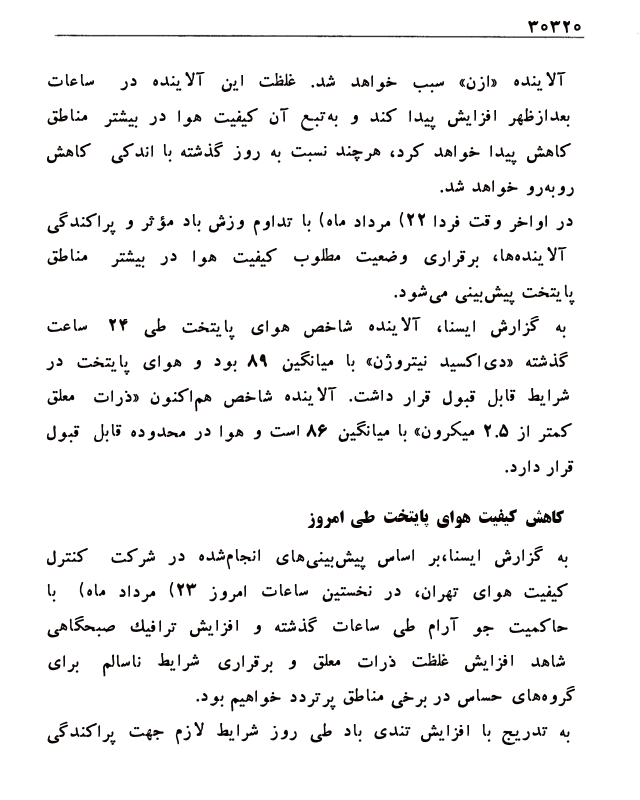 ۳۰۳۲۰
آلاینده «ازن» سبب خواهد شد. غلظت این آلاینده در ساعات
بعدازظهر افزایش پیدا کند و به‌تبع آن کیفیت هوا در بیشتر مناطق
کاهش پیدا خواهد کرد، هرچند نسبت به روز گذشته با اندکی کاهش
روبه‌رو خواهد شد.
در اواخر وقت فردا ۲۲) مرداد ماه) با تداوم وزش باد مؤثر و پراکندگی
آلاینده‌ها، برقراری وضعیت مطلوب کیفیت هوا در بیشتر مناطق
پایتخت پیش‌بینی می‌شود.
به گزارش ایسنا، آلاینده شاخص هوای پایتخت طی ۲۴ ساعت
گذشته «دی‌اکسید نیتروژن» با میانگین ۸۹ بود و هوای پایتخت در
شرایط قابل قبول قرار داشت. آلاینده شاخص هم‌اکنون «ذرات معلق
کمتر از ۲.۵ میکرون» با میانگین ۸۶ است و هوا در محدوده قابل قبول
قرار دارد.
کاهش کیفیت هوای پایتخت طی امروز
به گزارش ایسنا،بر اساس پیش‌بینی‌های انجام‌شده در شرکت کنترل
کیفیت هوای تهران، در نخستین ساعات امروز ۲۳) مرداد ماه) با
حاکمیت جو آرام طی ساعات گذشته و افزایش ترافیك صبحگاهی
شاهد افزایش غلظت ذرات معلق و برقراری شرایط ناسالم برای
گروه‌های حساس در برخی مناطق پرتردد خواهیم بود.
به تدریج با افزایش تندی باد طی روز شرایط لازم جهت پراکندگی